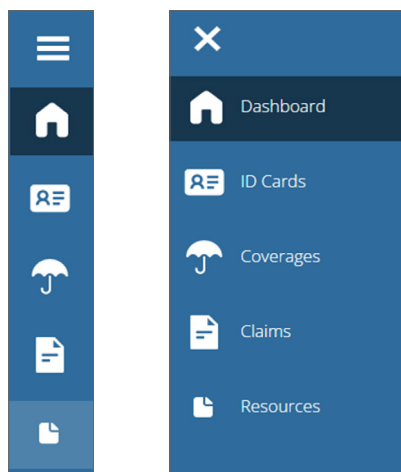 Dashboard
ID Cards
Coverages
Claims
Resources